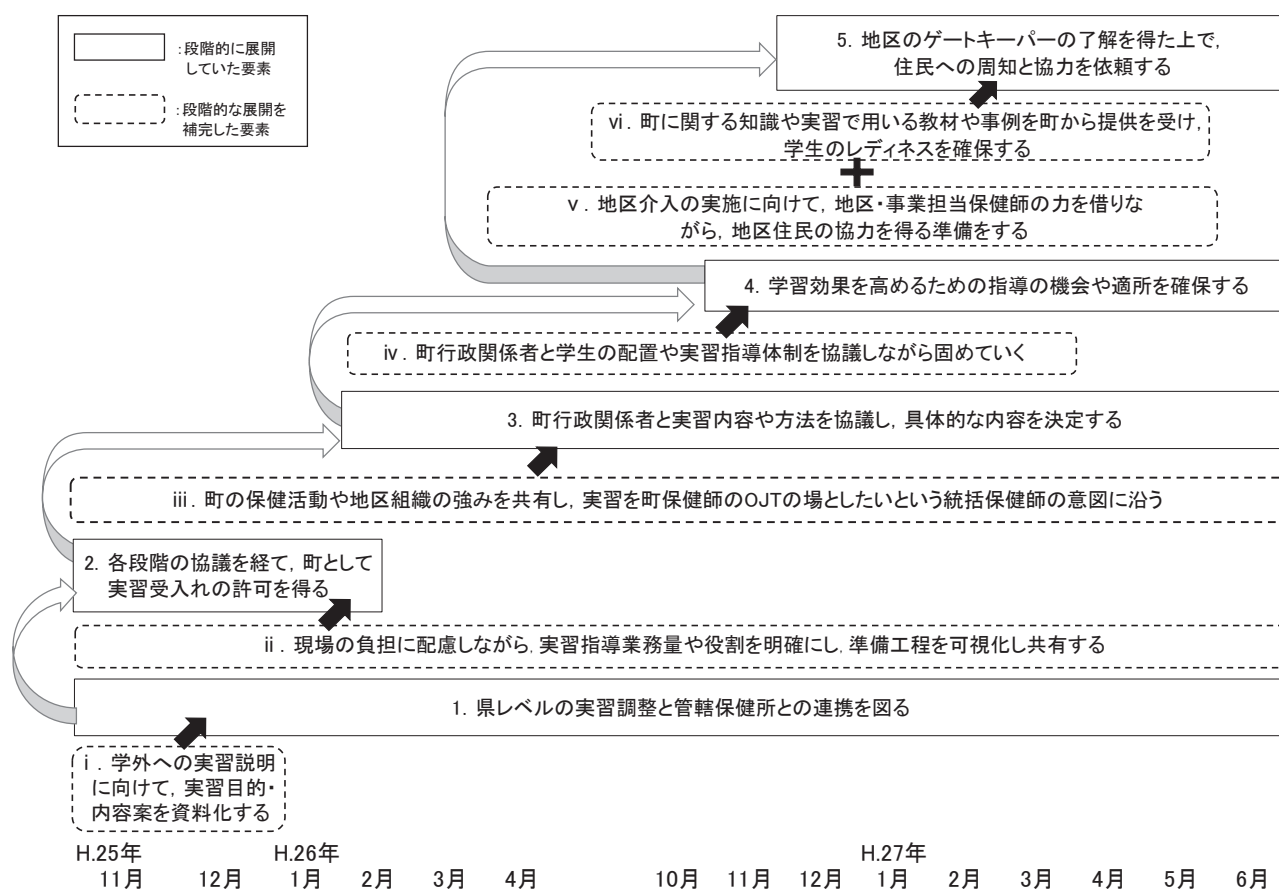 :段階的に展開
していた要素
:段階的な展開を
補完した要素
5. 地区のゲートキーパーの了解を得た上で,
住民への周知と協力を依頼する
vi. 町に関する知識や実習で用いる教材や事例を町から提供を受け,
学生のレディネスを確保する
v. 地区介入の実施に向けて, 地区・事業担当保健師の力を借りな
がら, 地区住民の協力を得る準備をする
4. 学習効果を高めるための指導の機会や適所を確保する
iv. 町行政関係者と学生の配置や実習指導体制を協議しながら固めていく
3. 町行政関係者と実習内容や方法を協議し, 具体的な内容を決定する
iii. 町の保健活動や地区組織の強みを共有し, 実習を町保健師のOJTの場としたいという統括保健師の意図に沿う
2. 各段階の協議を経て, 町として
実習受入れの許可を得る
ii. 現場の負担に配慮しながら, 実習指導業務量や役割を明確にし, 準備工程を可視化し共有する
1. 県レベルの実習調整と管轄保健所との連携を図る
i. 学外への実習説明
に向けて, 実習目的・
内容案を資料化する
H.25年 H.26年 H.27年
11月 12月 1月 2月 3月 4月 10月 11月 12月 1月 2月 3月 4月 5月 6月